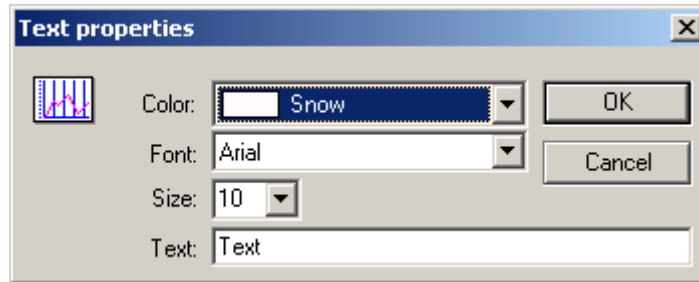 Text properties
Color: Snow OK
Font: Arial Cancel
Size: 10
Text: Text